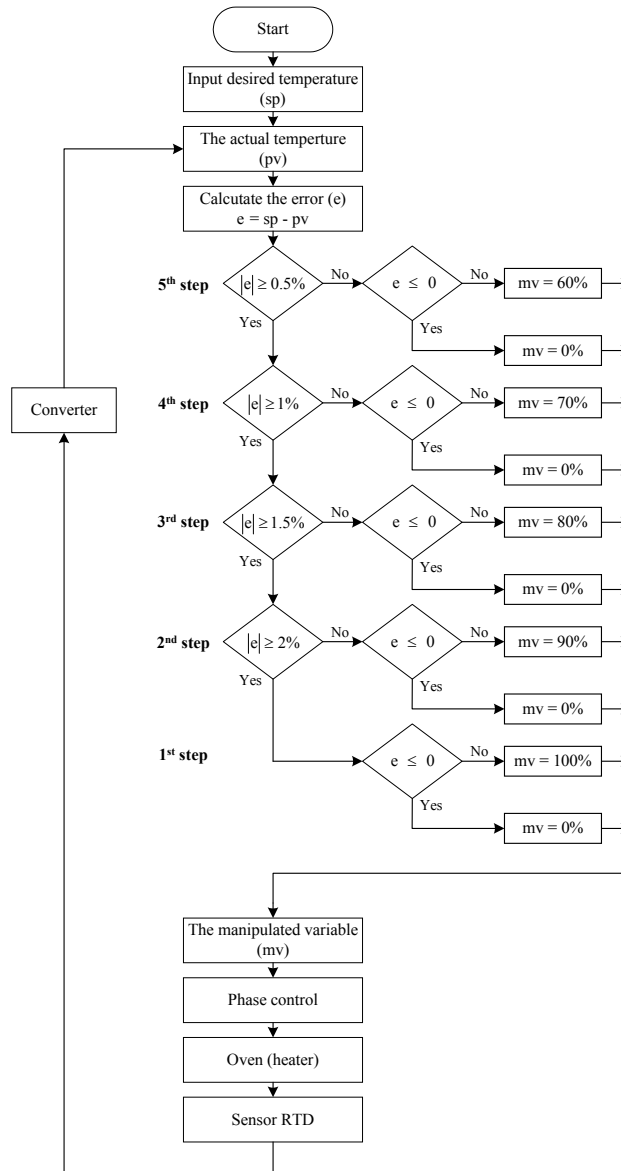 Start
Input desired temperature
(sp)
The actual temperture
(pv)
Calcutate the error (e)
e = sp - pv
5th step
|e| ≥ 0.5%
No
e ≤ 0
No
mv = 60%
Yes
Yes
mv = 0%
Converter
4th step
|e| ≥ 1%
No
e ≤ 0
No
mv = 70%
Yes
Yes
mv = 0%
3rd step
|e| ≥ 1.5%
No
e ≤ 0
No
mv = 80%
Yes
Yes
mv = 0%
2nd step
|e| ≥ 2%
No
e ≤ 0
No
mv = 90%
Yes
Yes
mv = 0%
1st step
e ≤ 0
No
mv = 100%
Yes
mv = 0%
The manipulated variable
(mv)
Phase control
Oven (heater)
Sensor RTD